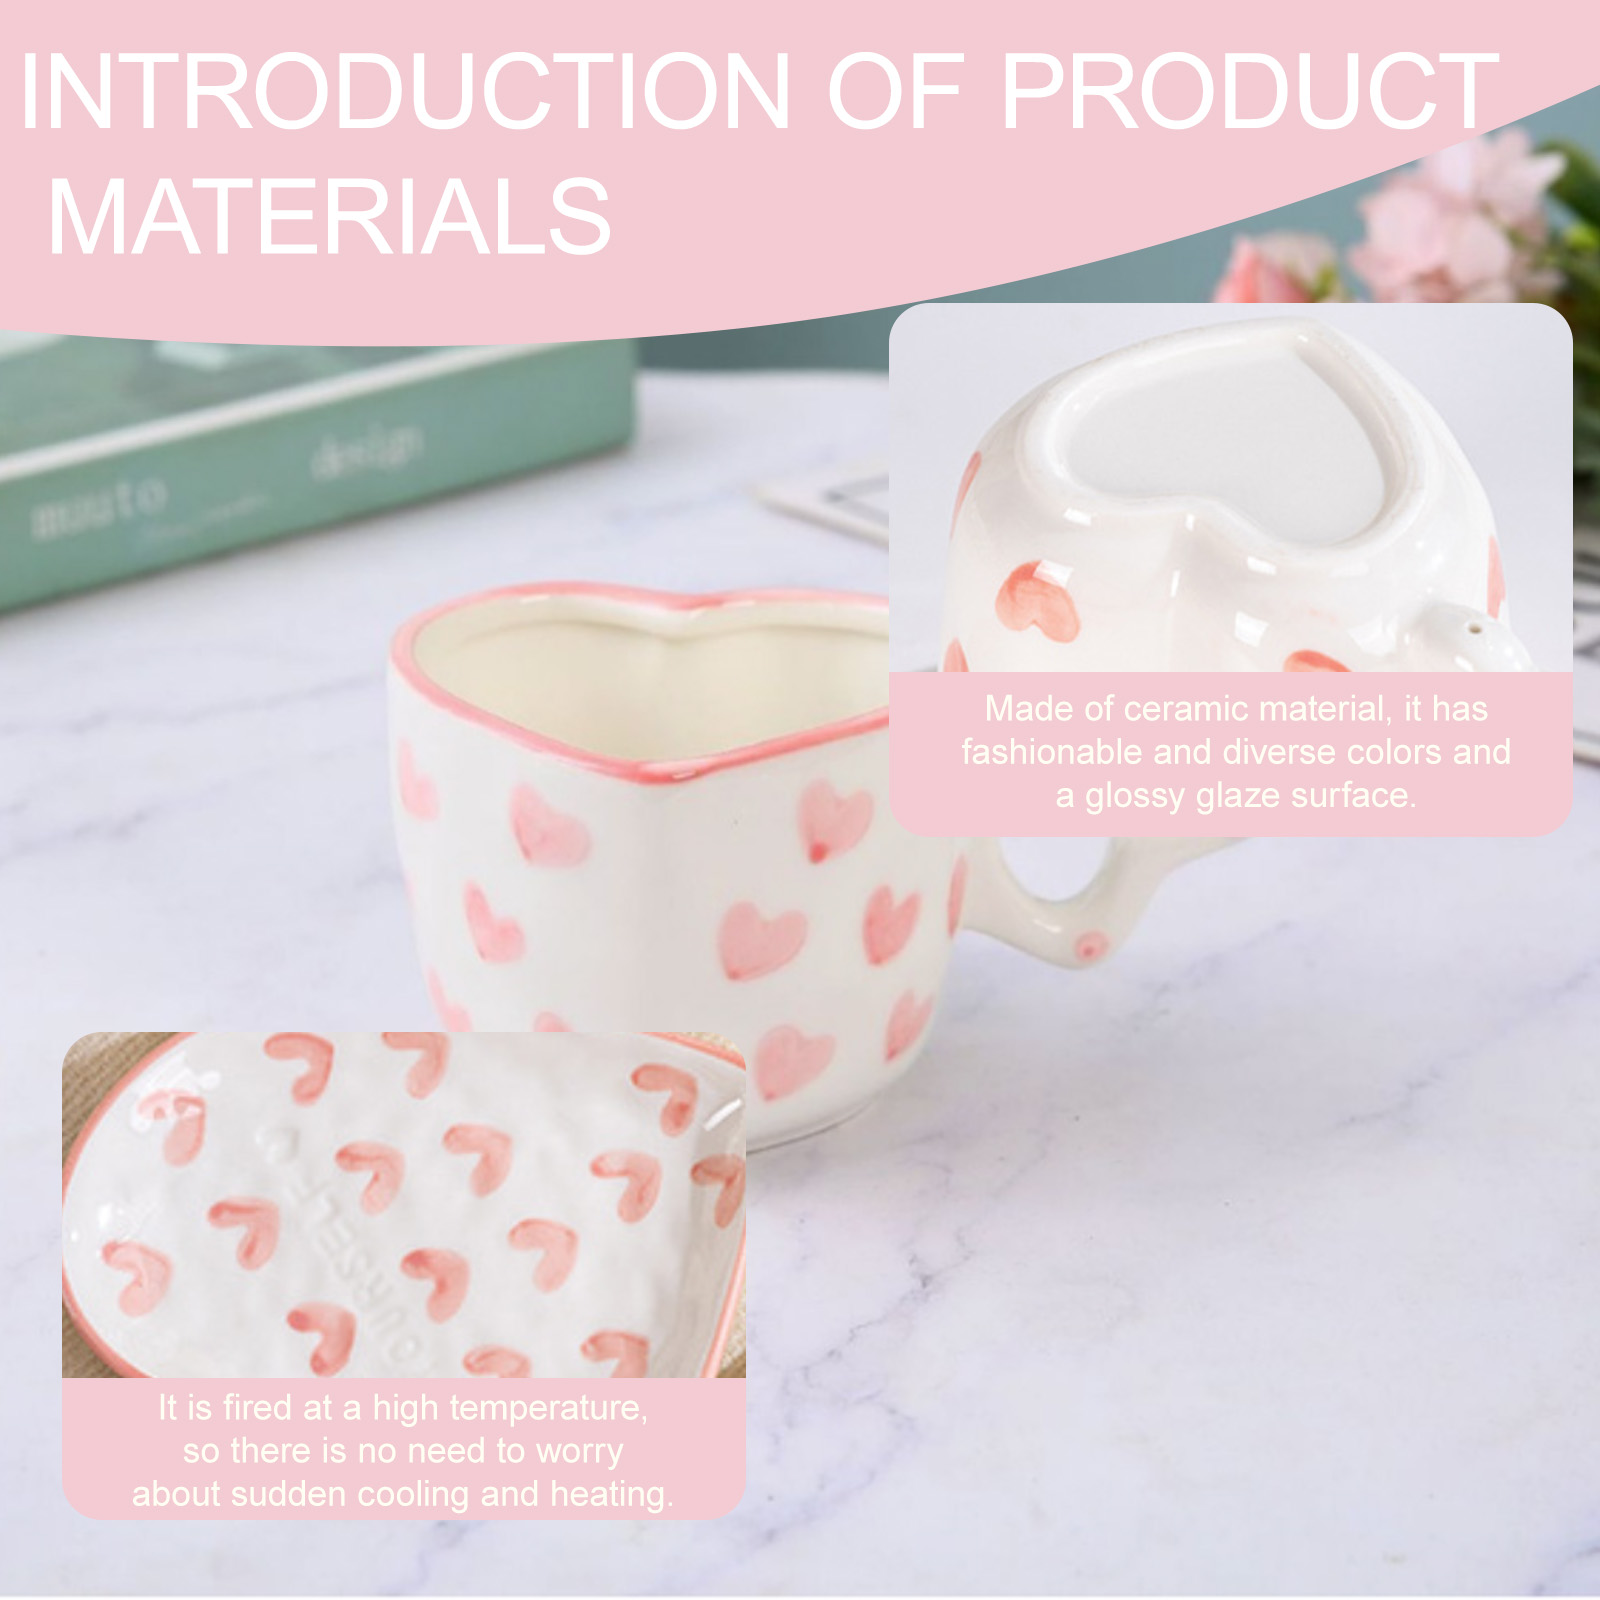 INTRODUCTION OF PRODUCT
MATERIALS
muuto
design
Made of ceramic material, it has
fashionable and diverse colors and
a glossy glaze surface.
It is fired at a high temperature,
so there is no need to worry
about sudden cooling and heating.